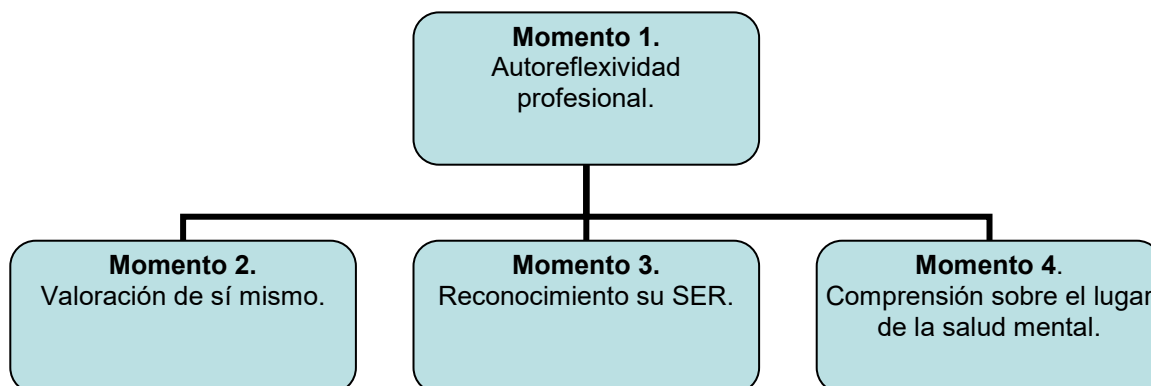 Momento 1.
Autoreflexividad
profesional.
Momento 2.
Valoración de sí mismo.
Momento 3.
Reconocimiento su SER.
Momento 4.
Comprensión sobre el lugar
de la salud mental.